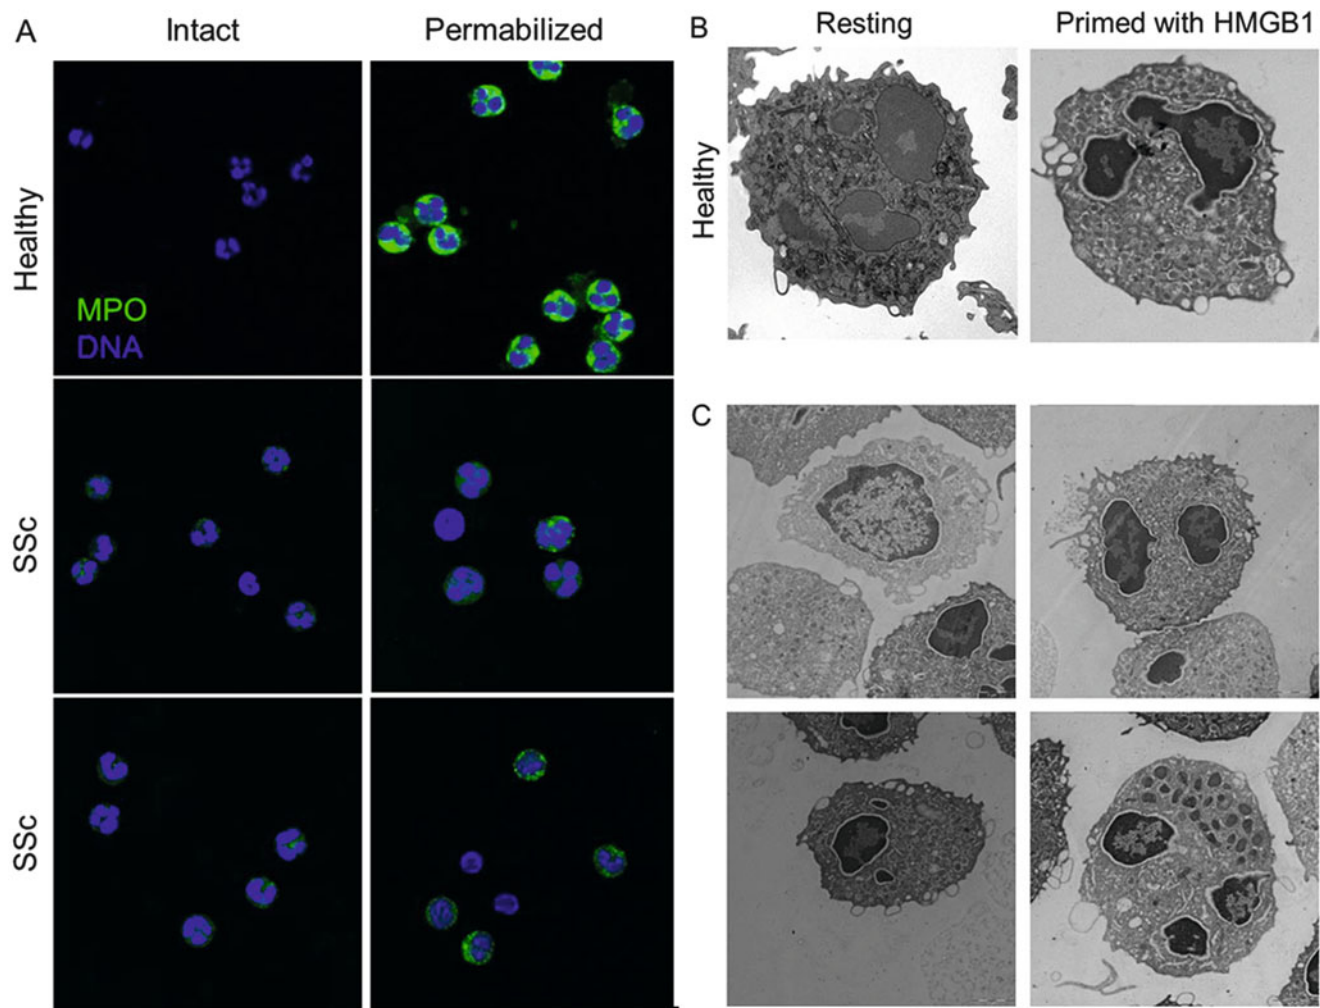 A
Intact
Permabilized
Healthy
MPO
DNA
SSc
SSc
B
Resting
Primed with HMGB1
Healthy
C